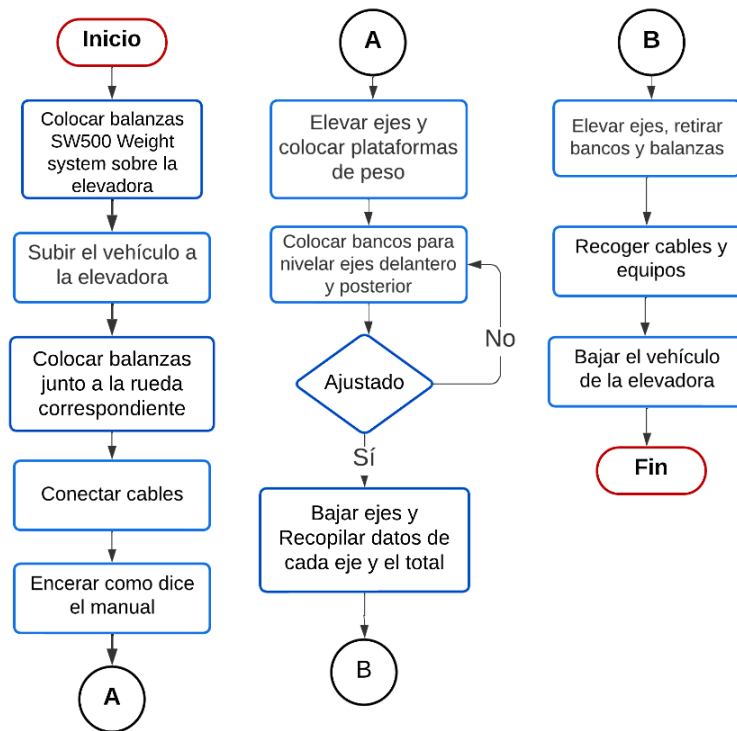 Inicio
Colocar balanzas
SW500 Weight
system sobre la
elevadora
Subir el vehículo a
la elevadora
Colocar balanzas
junto a la rueda
correspondiente
Conectar cables
Encerar como dice
el manual
A
A
Elevar ejes y
colocar plataformas
de peso
Colocar bancos para
nivelar ejes delantero
y posterior
Ajustado
No
Sí
Bajar ejes y
Recopilar datos de
cada eje y el total
B
B
Elevar ejes, retirar
bancos y balanzas
Recoger cables y
equipos
Bajar el vehículo
de la elevadora
Fin